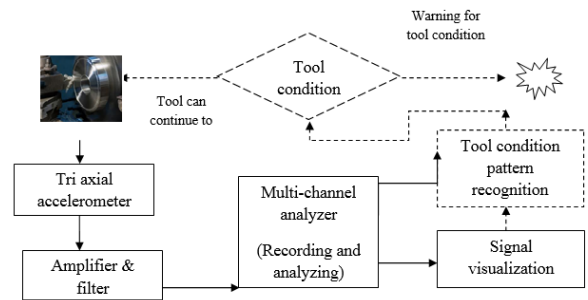 Warning for
tool condition
Tool
condition
Tool can
continue to
Tool condition
pattern
recognition
Tri axial
accelerometer
Multi-channel
analyzer
(Recording and
analyzing)
Amplifier &
filter
Signal
visualization